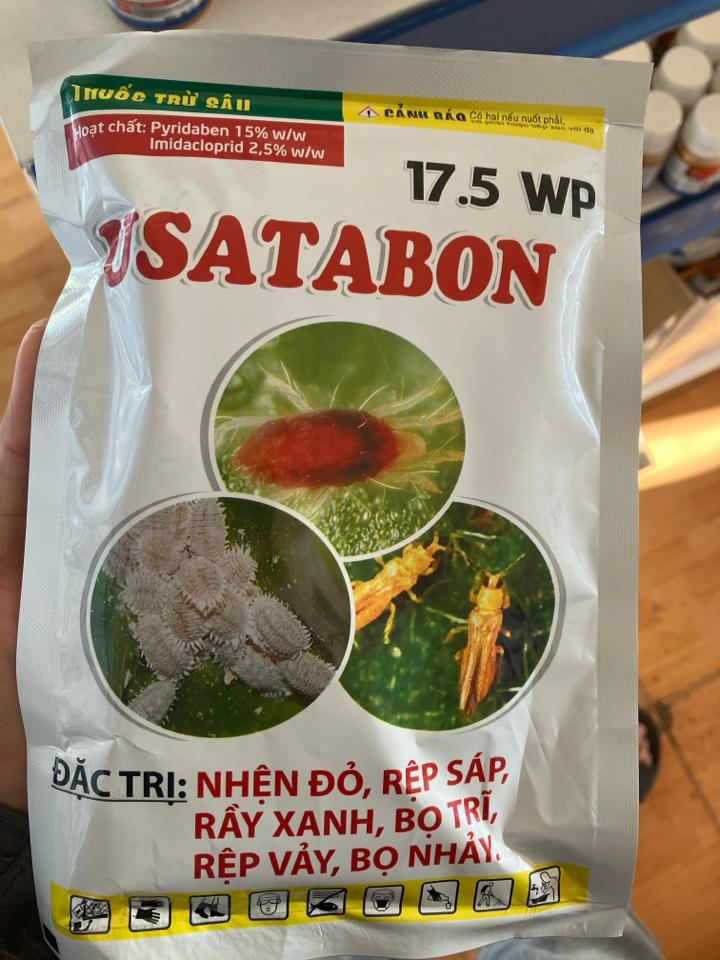 THUỐC TRỪ SÂU
CẢNH BÁO Có hại nếu nuốt phải,
Hoạt chất: Pyridaben 15% w/w
Imidacloprid 2,5% w/w
17.5 WP
USATABON
ĐẶC TRỊ: NHỆN ĐỎ, RỆP SÁP,
RẦY XANH, BỌ TRĨ,
RỆP VẢY, BỌ NHẢY.